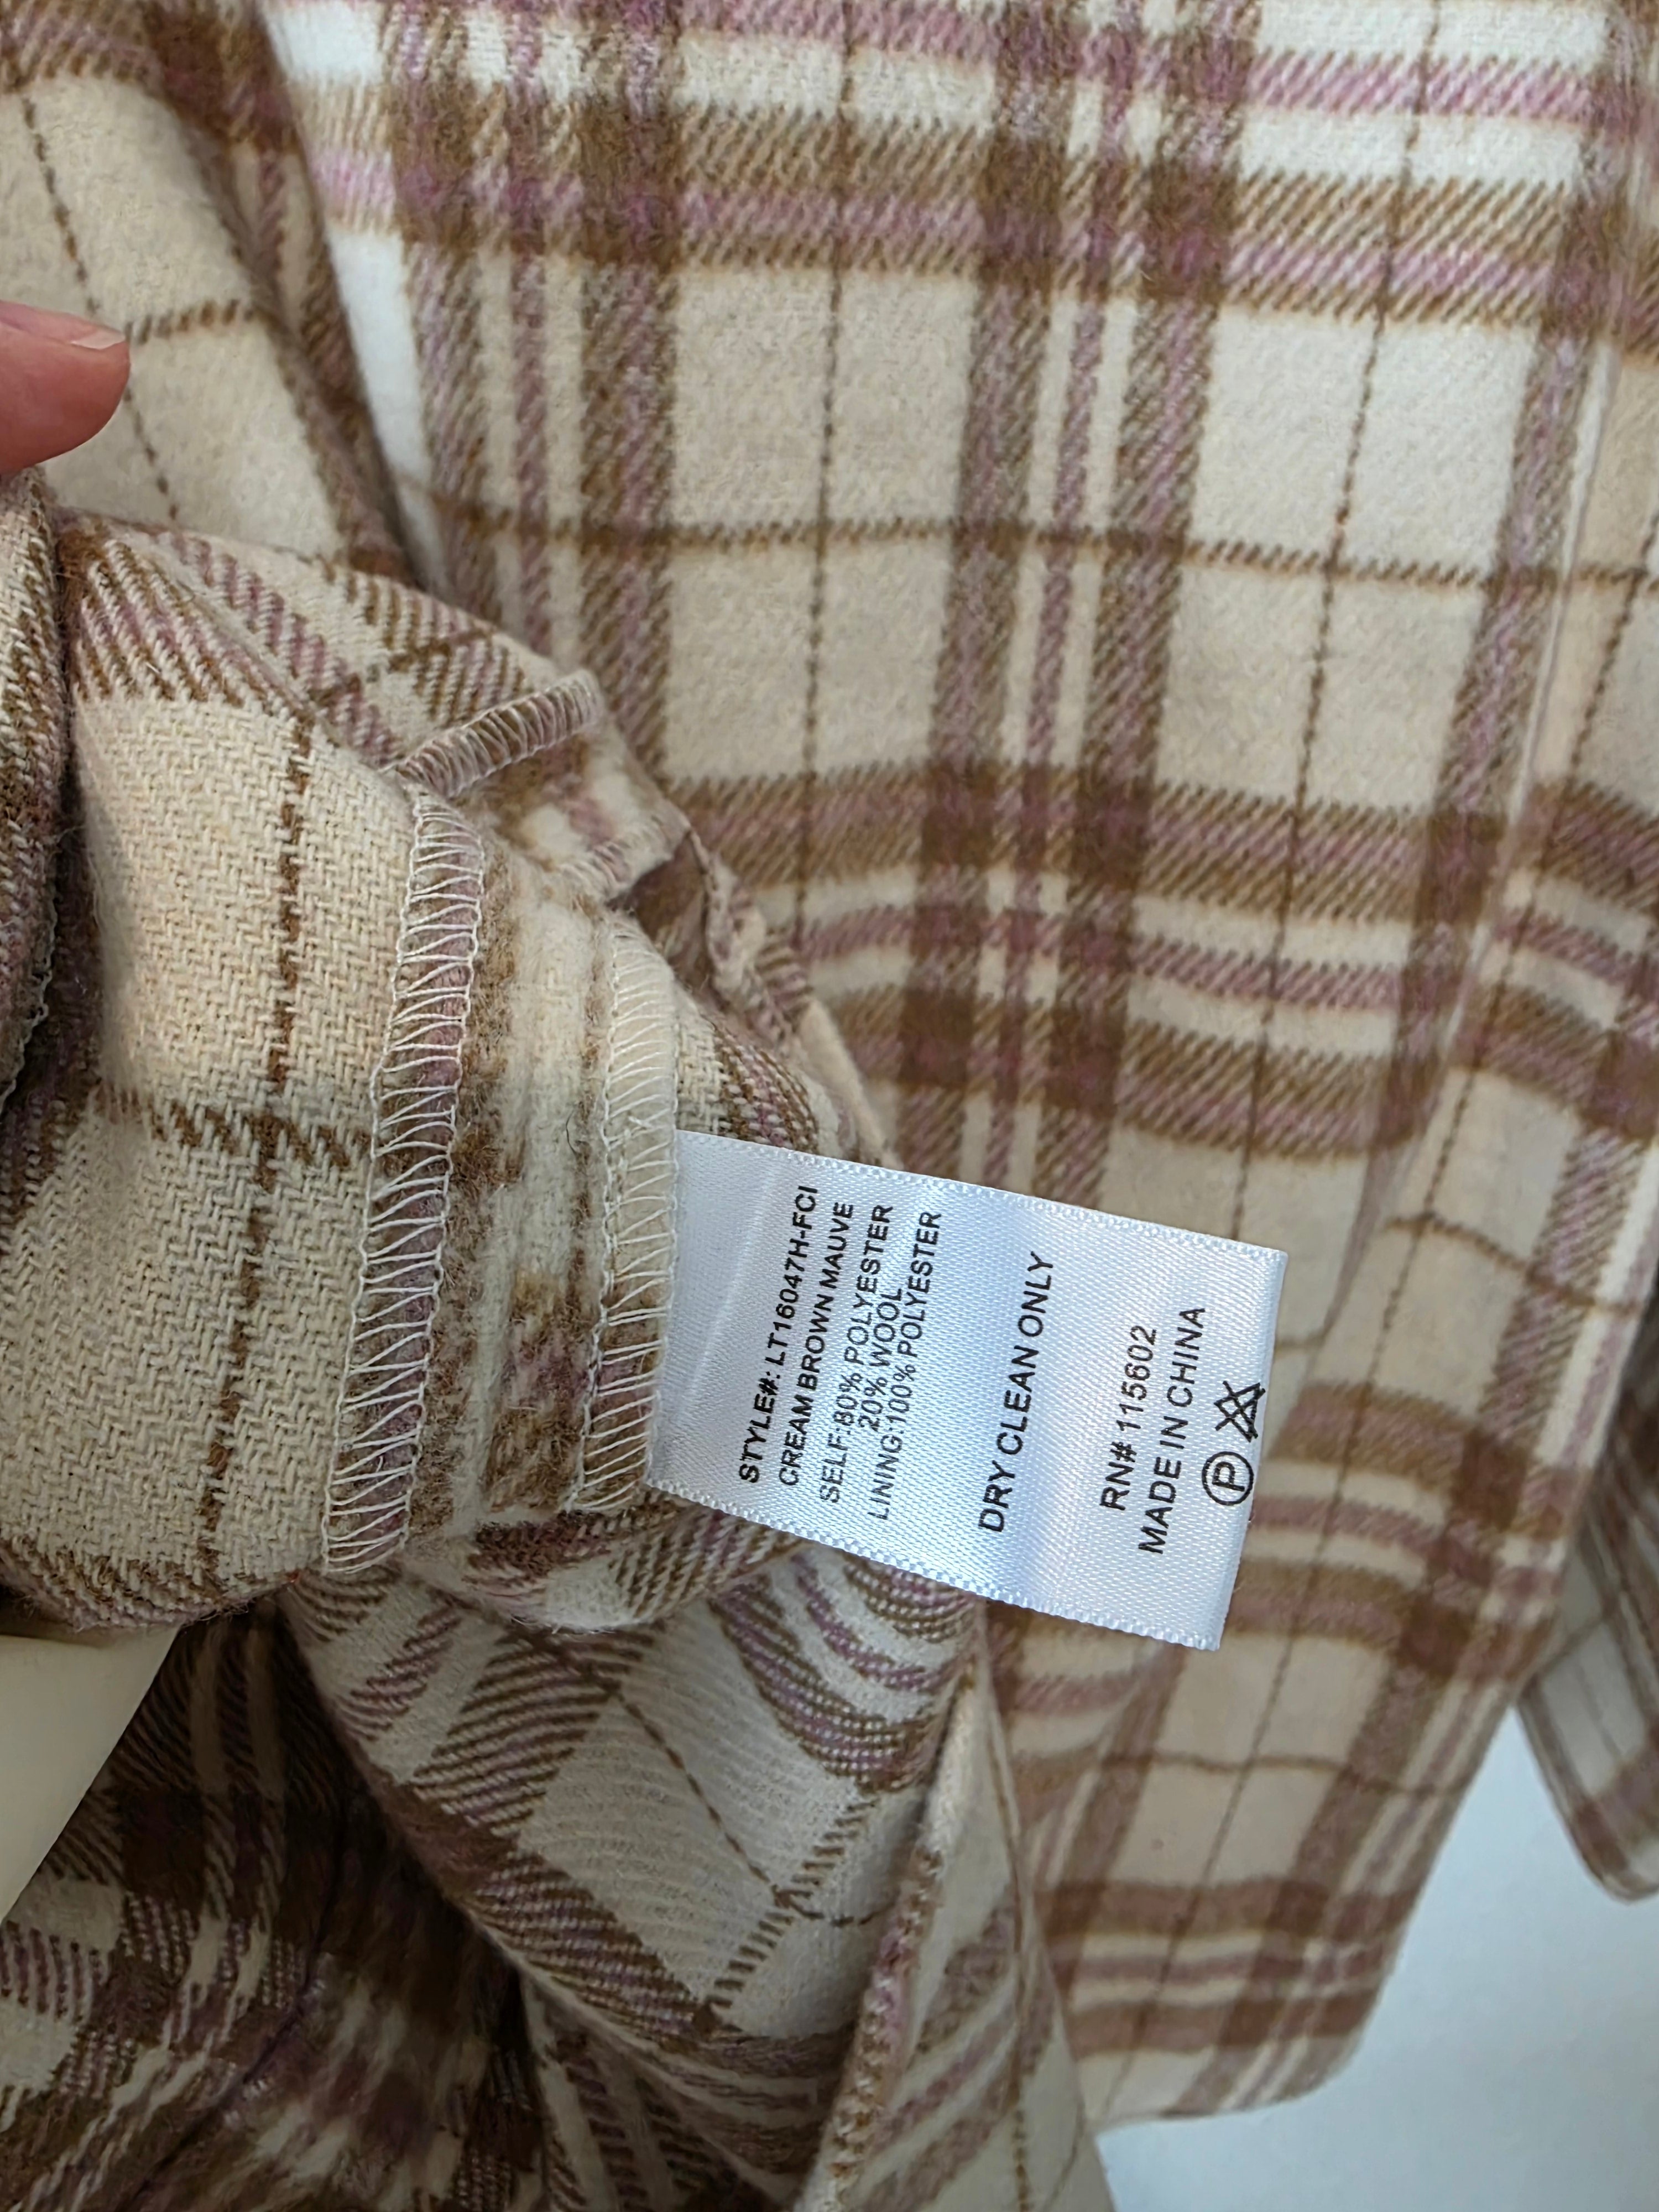 STYLE#: LT16047H-FCI
CREAM BROWN MAUVE
SELF:80% POLYESTER
20% WOOL
LINING:100% POLYESTER
DRY CLEAN ONLY
RN# 115602
MADE IN CHINA
P